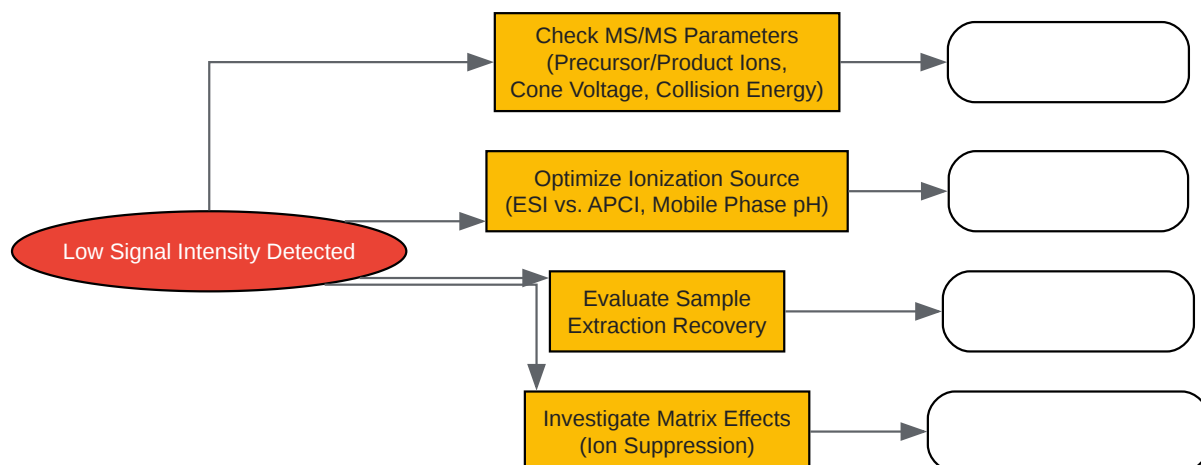 Check MS/MS Parameters
(Precursor/Product Ions,
Cone Voltage, Collision Energy)
Optimize Ionization Source
(ESI vs. APCI, Mobile Phase pH)
Low Signal Intensity Detected
Evaluate Sample
Extraction Recovery
Investigate Matrix Effects
(Ion Suppression)